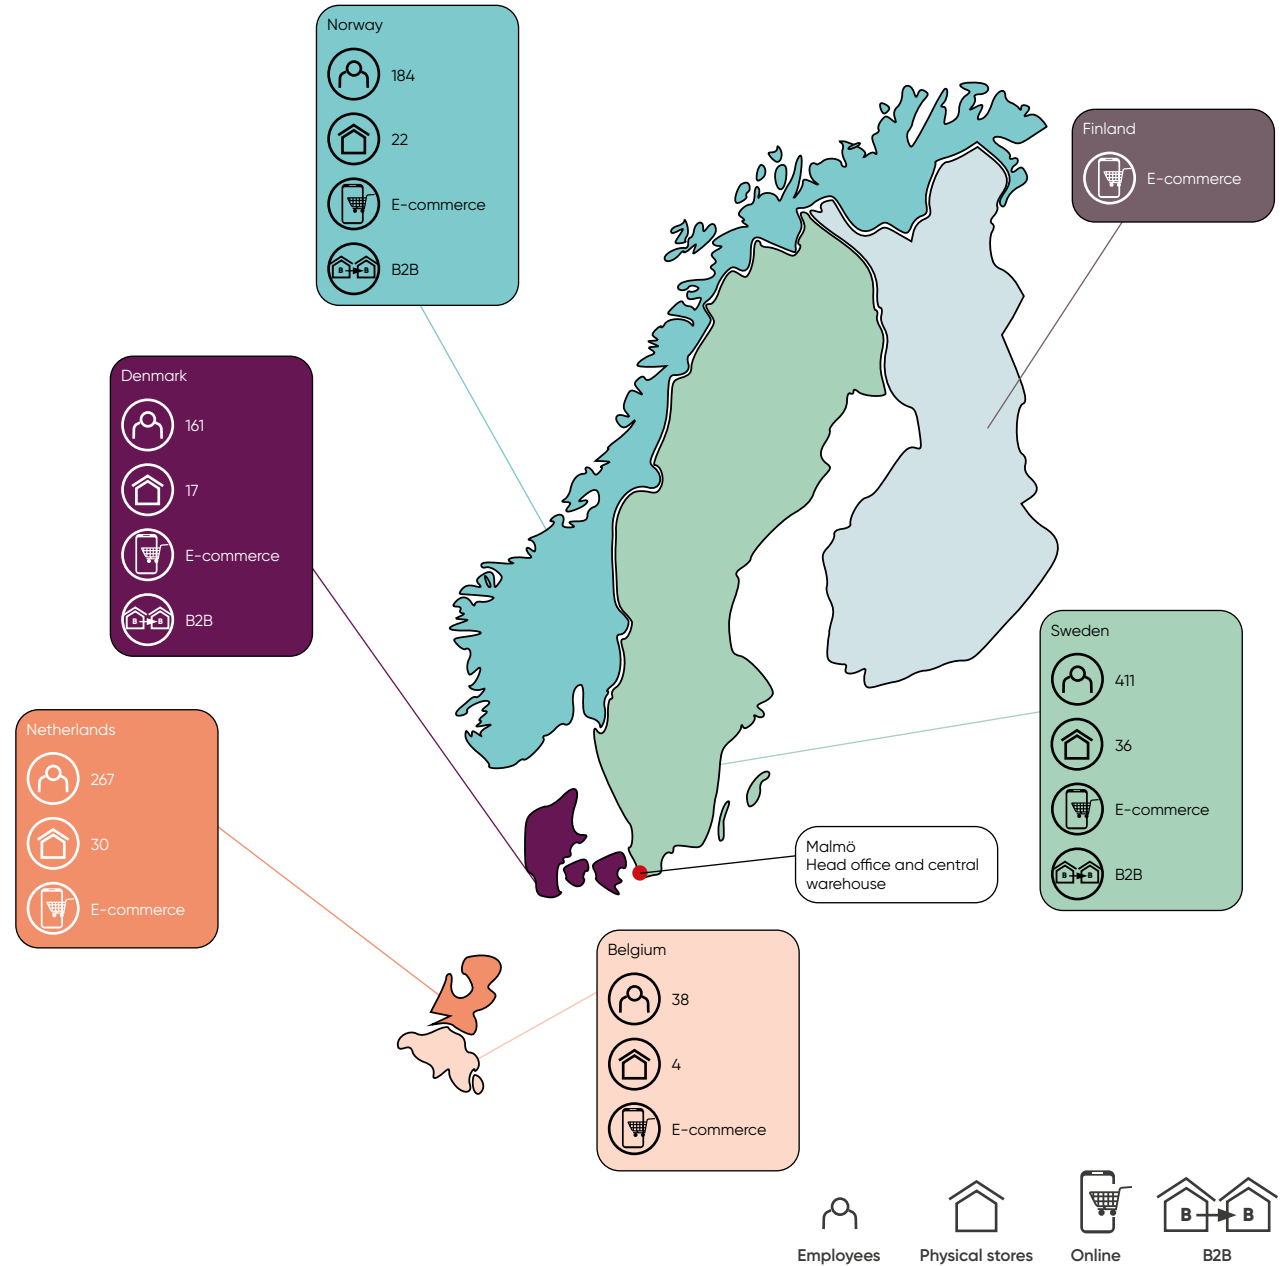 Norway
184
22
E-commerce
B B
B2B
Finland
E-commerce
Denmark
161
17
E-commerce
B B
B2B
Sweden
411
36
E-commerce
B B
B2B
Netherlands
267
30
E-commerce
Malmö
Head office and central
warehouse
Belgium
38
4
E-commerce
B B
Employees
Physical stores
Online
B2B